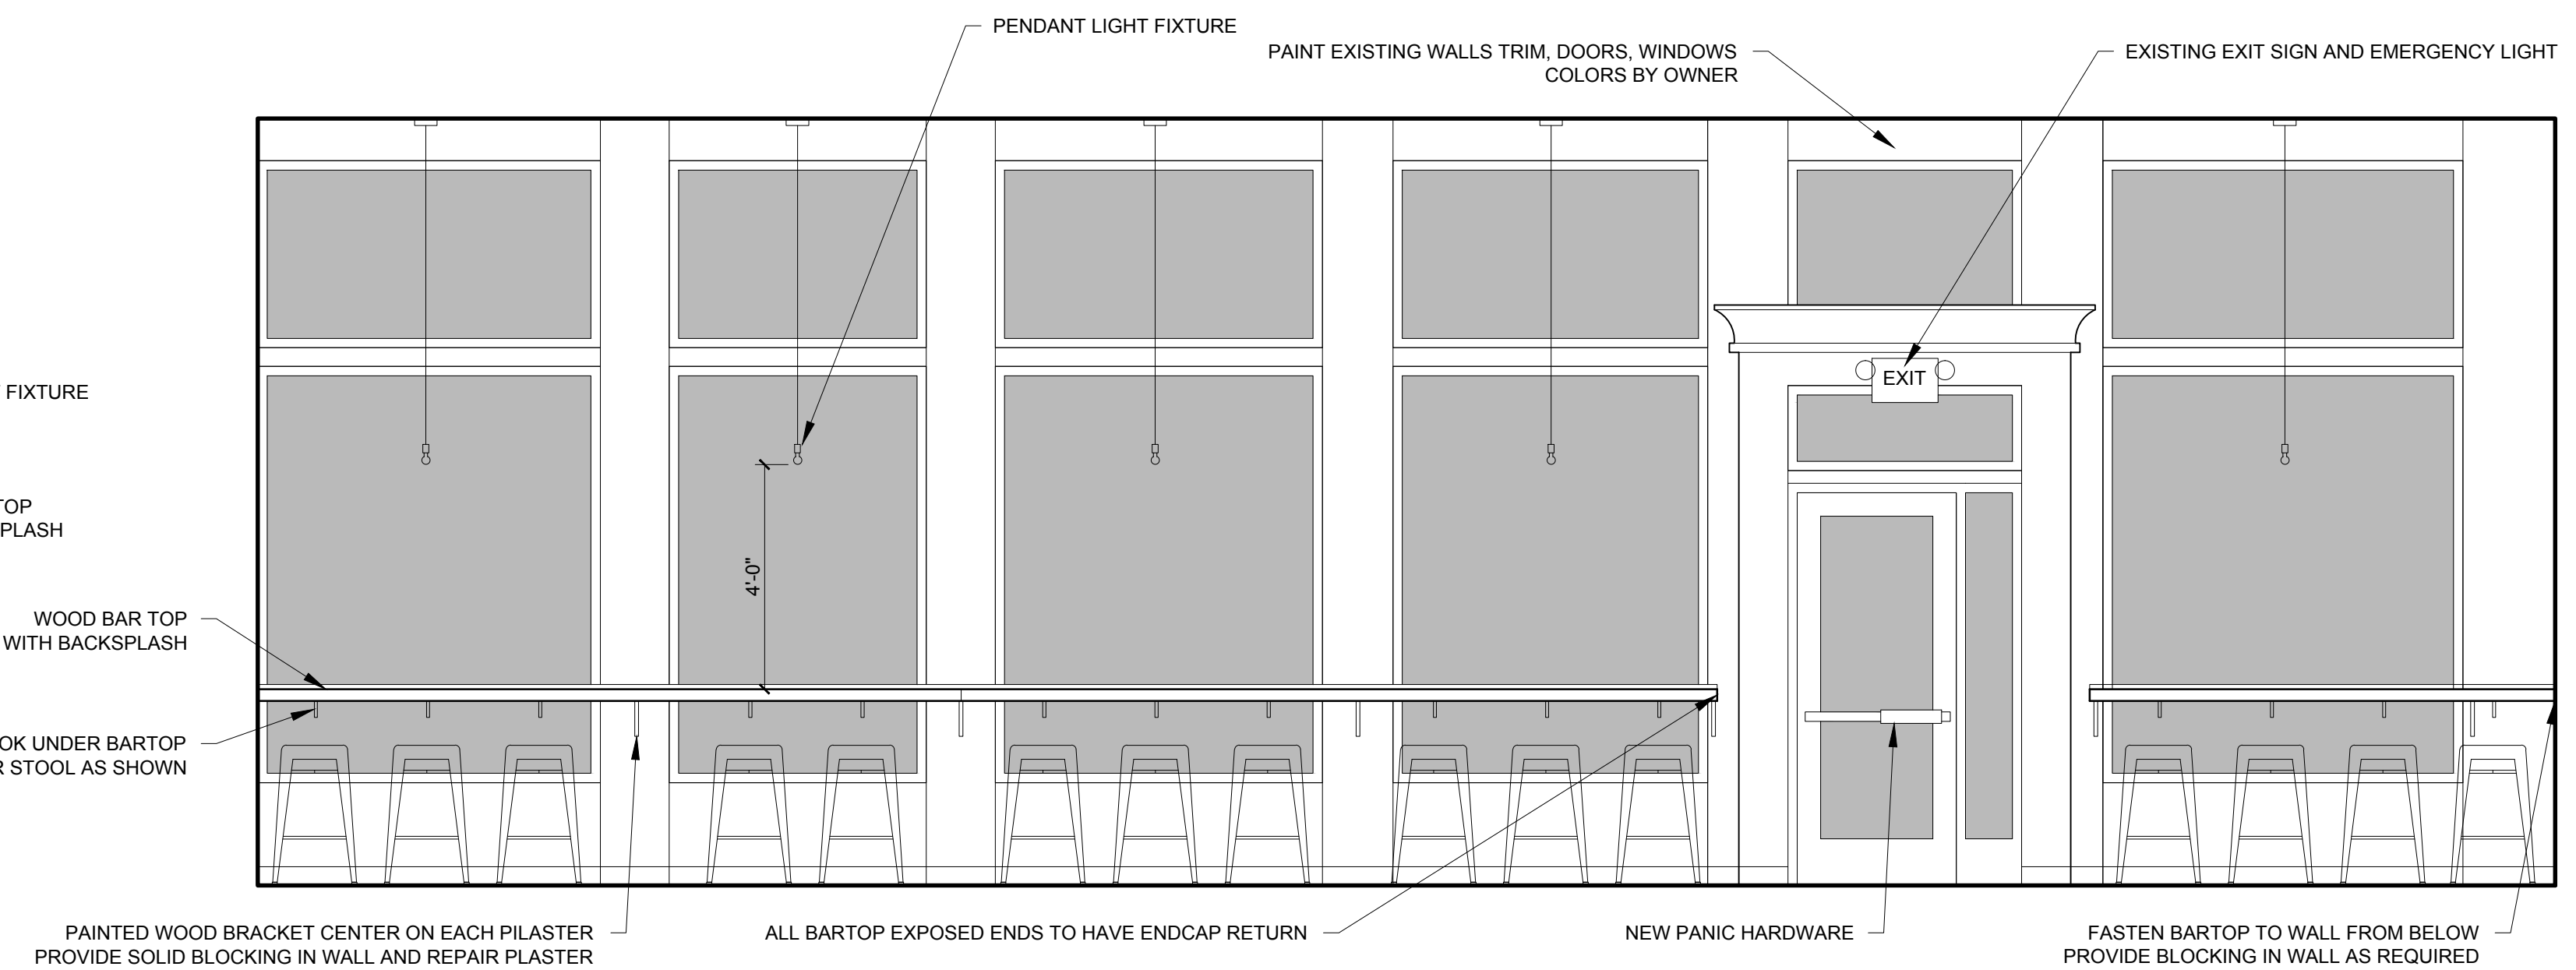 PENDANT LIGHT FIXTURE
PAINT EXISTING WALLS TRIM, DOORS, WINDOWS
COLORS BY OWNER
EXISTING EXIT SIGN AND EMERGENCY LIGHT
EXIT
FIXTURE
TOP
PLASH
4'-0"
WOOD BAR TOP
WITH BACKSPLASH
OK UNDER BARTOP
R STOOL AS SHOWN
PAINTED WOOD BRACKET CENTER ON EACH PILASTER
PROVIDE SOLID BLOCKING IN WALL AND REPAIR PLASTER
ALL BARTOP EXPOSED ENDS TO HAVE ENDCAP RETURN
NEW PANIC HARDWARE
FASTEN BARTOP TO WALL FROM BELOW
PROVIDE BLOCKING IN WALL AS REQUIRED